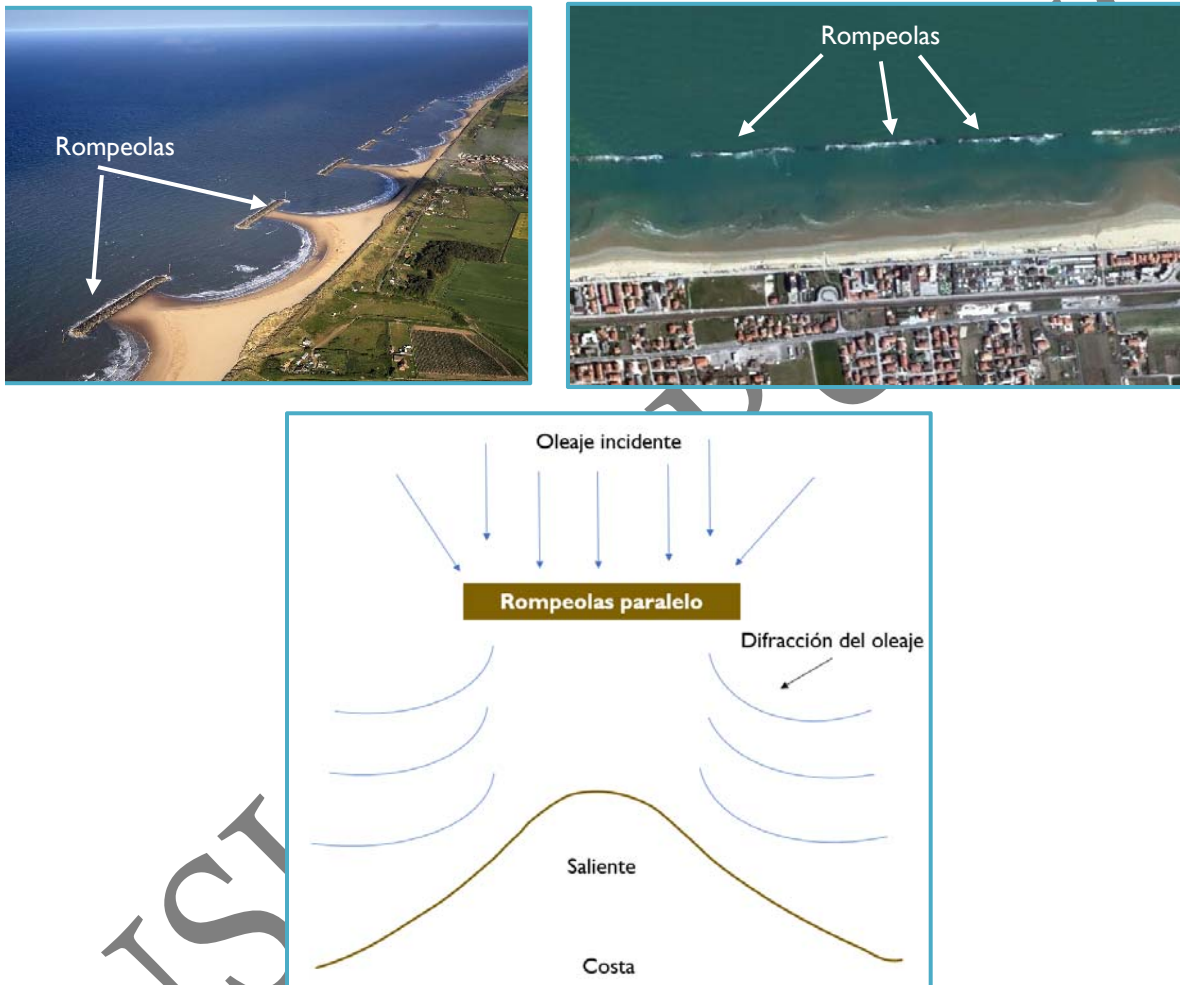 Rompeolas
Rompeolas
Oleaje incidente
Rompeolas paralelo
Difracción del oleaje
Saliente
Costa